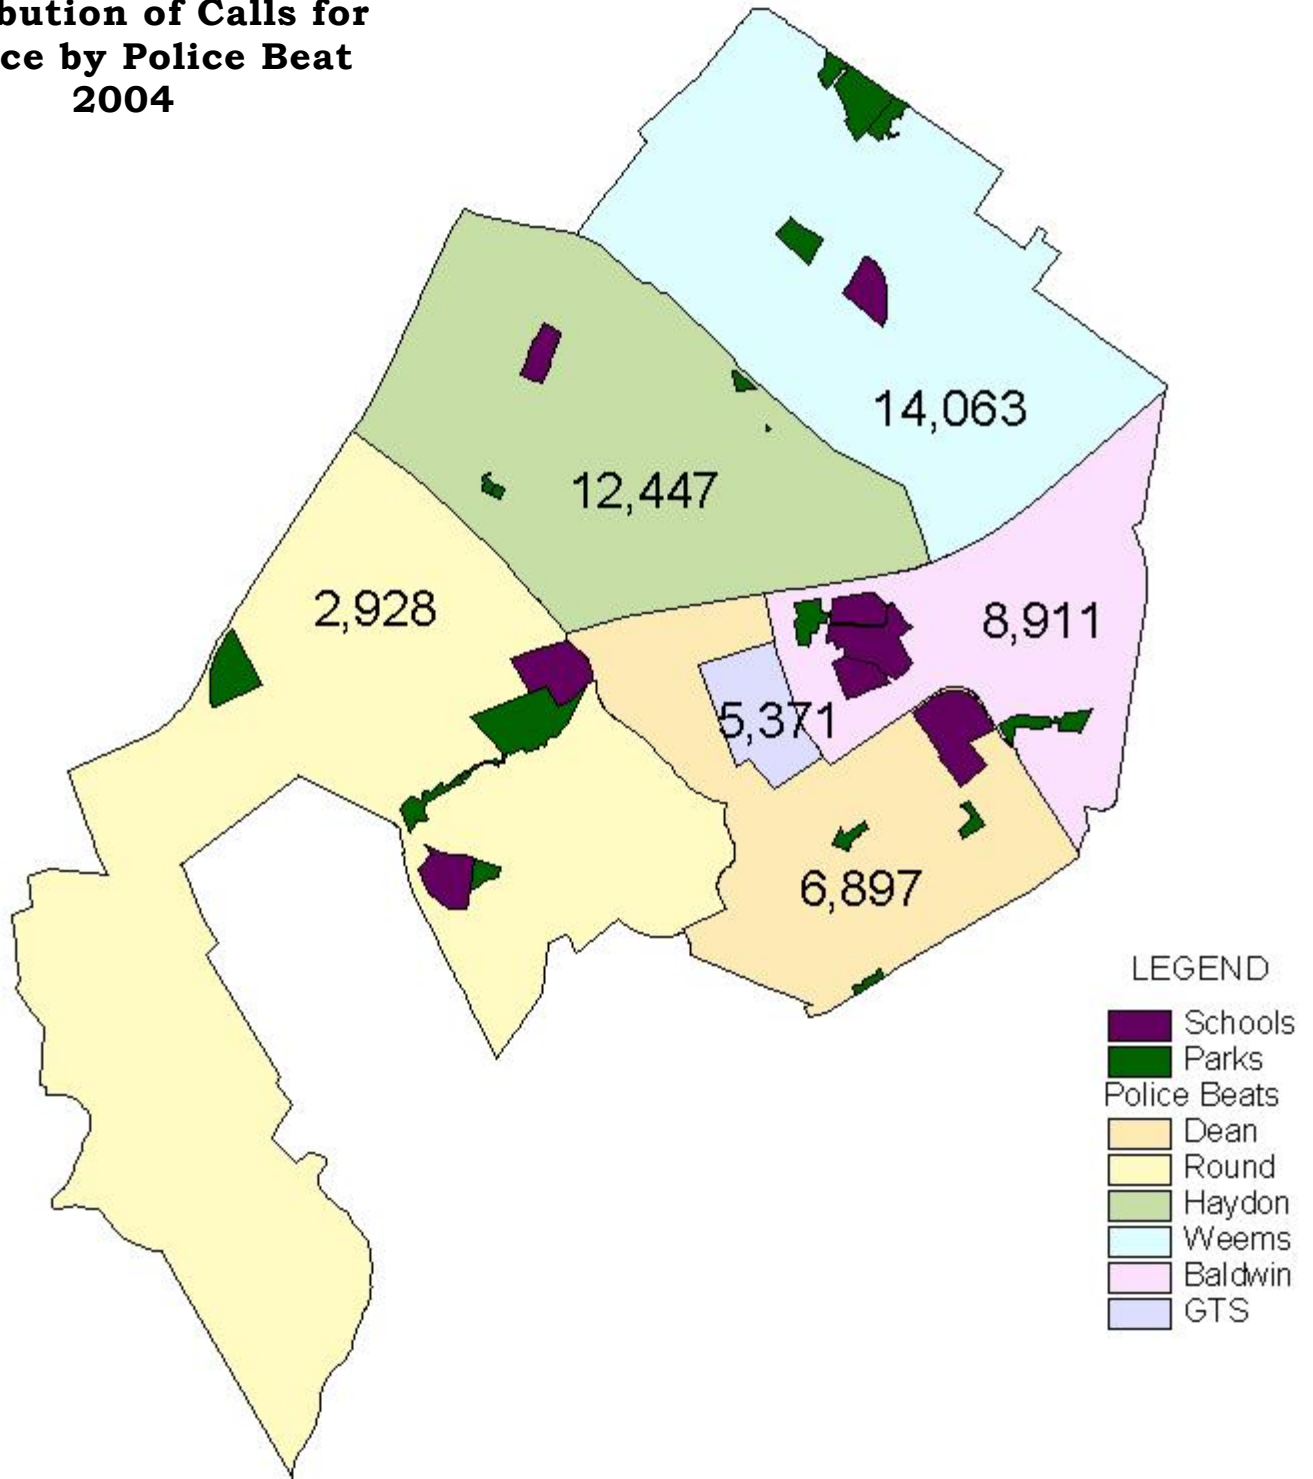 bution of Calls for
ce by Police Beat
2004
14,063
12,447
2,928
8,911
5,371
6,897
LEGEND
Schools
Parks
Police Beats
Dean
Round
Haydon
Weems
Baldwin
GTS